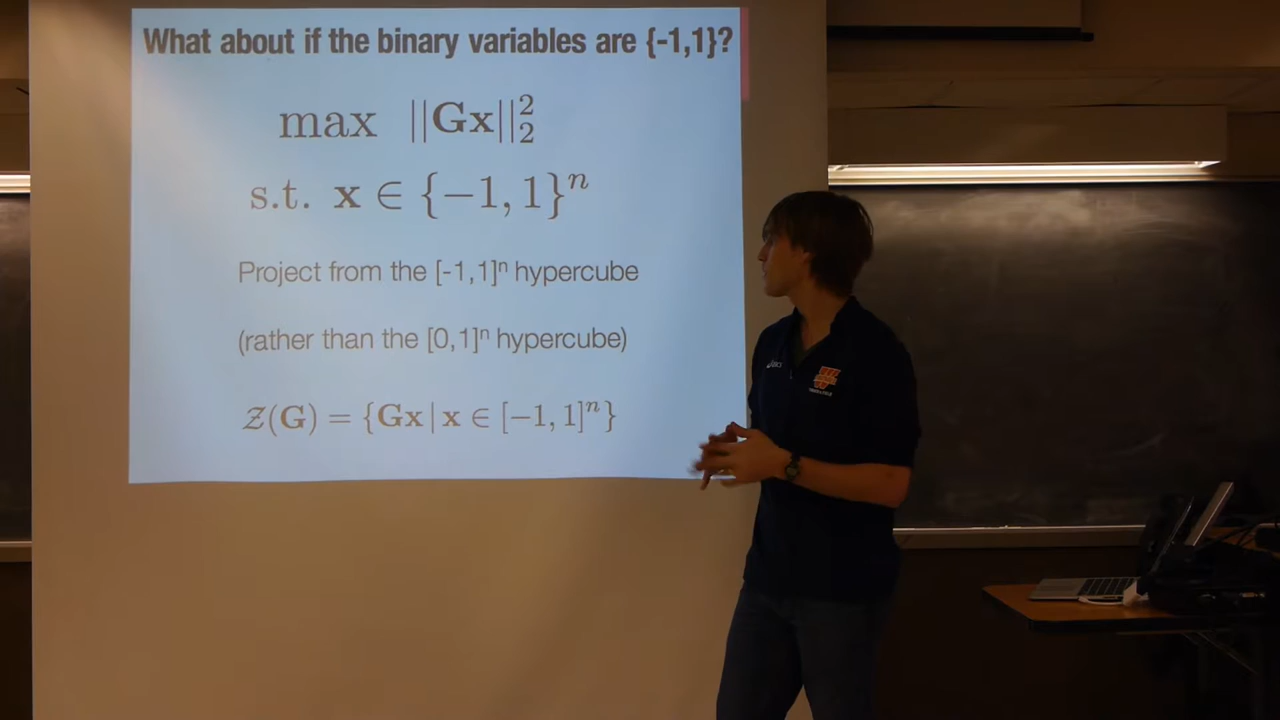 What about if the binary variables are {-1,1}?
max ||Gx||₂²
s.t. x ∈ {−1, 1}ⁿ
Project from the [-1,1]ⁿ hypercube
(rather than the [0,1]ⁿ hypercube)
𝒵(G) = {Gx | x ∈ [−1, 1]ⁿ}